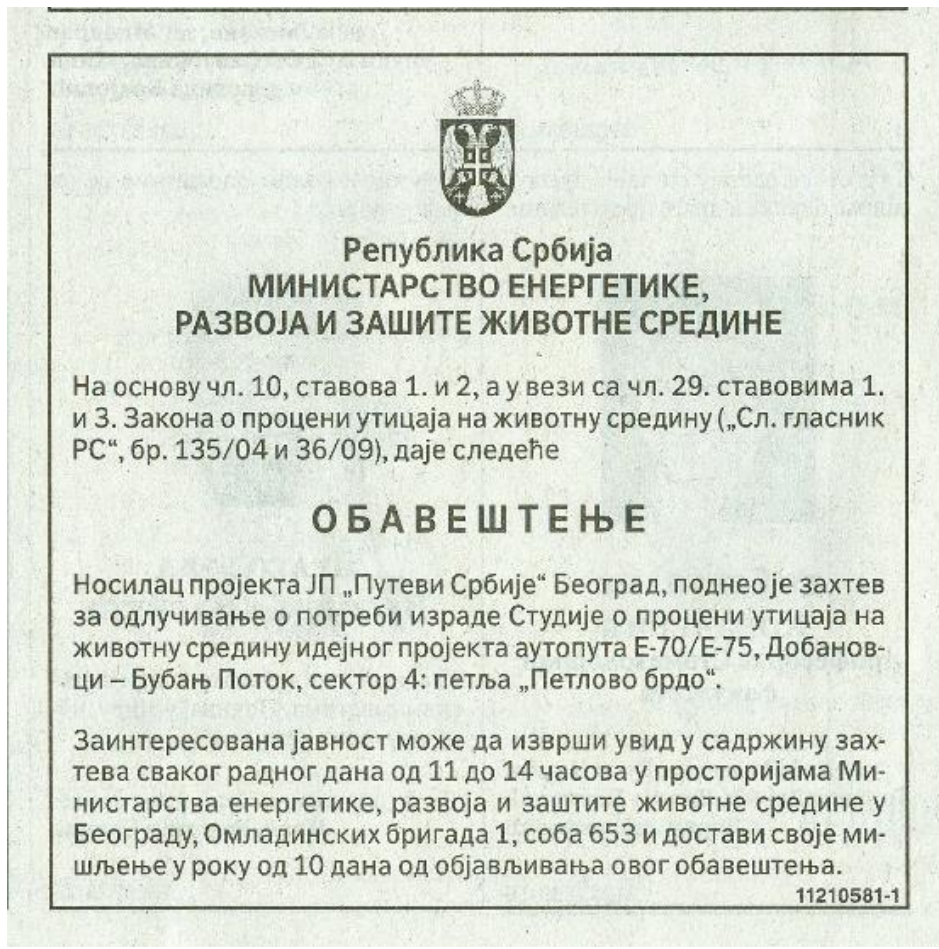 Република Србија
МИНИСТАРСТВО ЕНЕРГЕТИКЕ,
РАЗВОЈА И ЗАШИТЕ ЖИВОТНЕ СРЕДИНЕ
На основу чл. 10, ставова 1. и 2, а у вези са чл. 29. ставовима 1.
и 3. Закона о процени утицаја на животну средину („Сл. гласник
РС“, бр. 135/04 и 36/09), даје следеће
ОБАВЕШТЕЊЕ
Носилац пројекта ЈП „Путеви Србије“ Београд, поднео је захтев
за одлучивање о потреби израде Студије о процени утицаја на
животну средину идејног пројекта аутопута Е-70/Е-75, Добанов-
ци – Бубањ Поток, сектор 4: петља „Петлово брдо“.
Заинтересована јавност може да изврши увид у садржину зах-
тева сваког радног дана од 11 до 14 часова у просторијама Ми-
нистарства енергетике, развоја и заштите животне средине у
Београду, Омладинских бригада 1, соба 653 и достави своје ми-
шљење у року од 10 дана од објављивања овог обавештења.
11210581-1